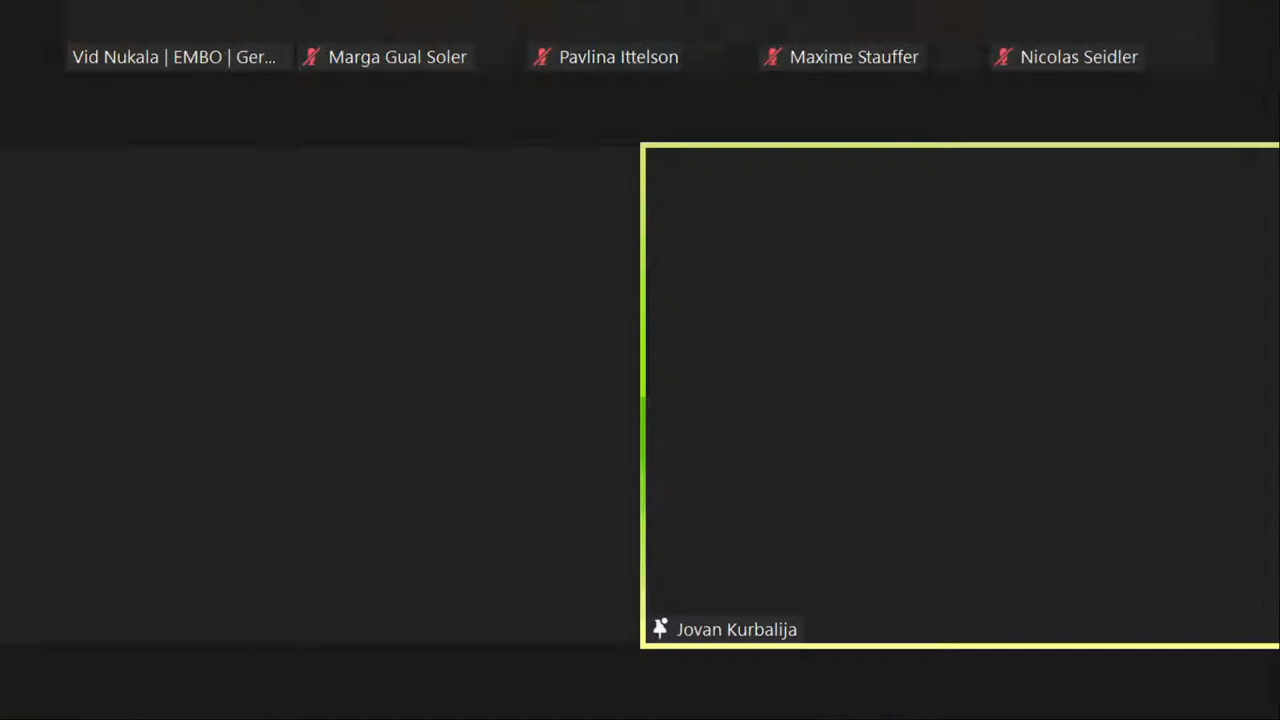 Vid Nukala | EMBO | Ger...
Marga Gual Soler
Pavlina Ittelson
Maxime Stauffer
Nicolas Seidler
Jovan Kurbalija